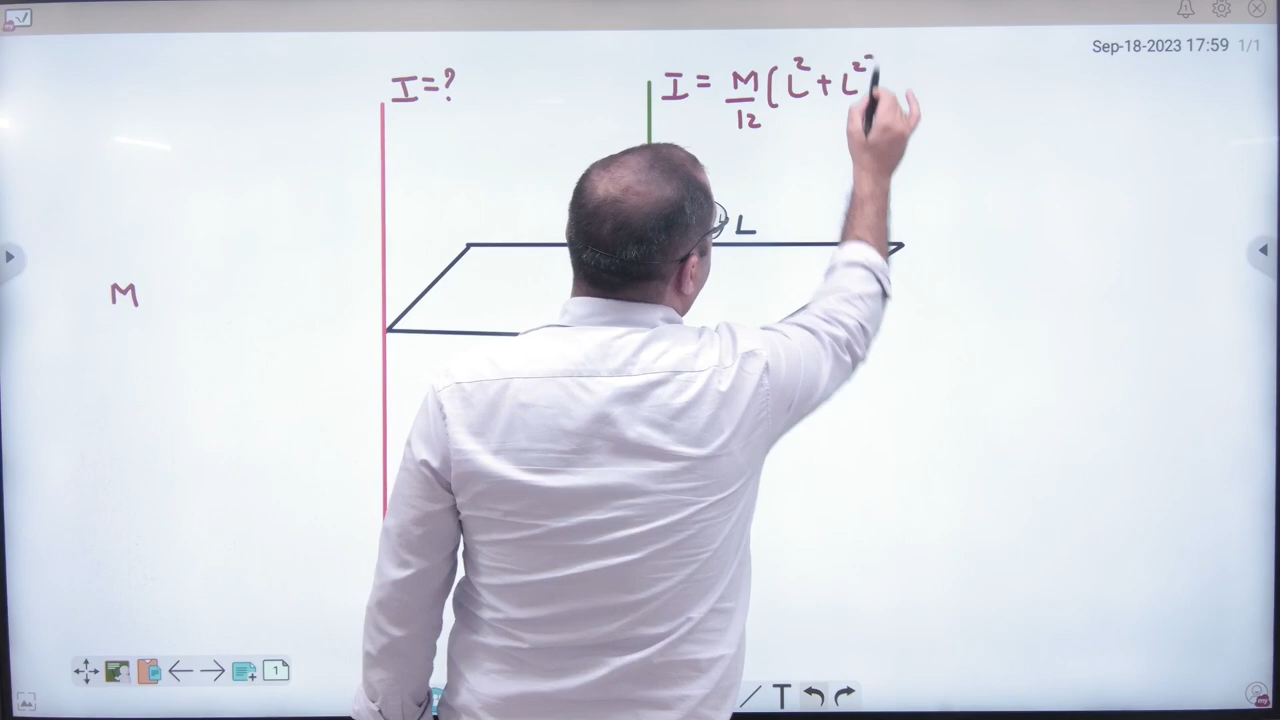 Sep-18-2023 17:59 1/1
I=?
I = M/12 (L²+L²
L
M
1
T